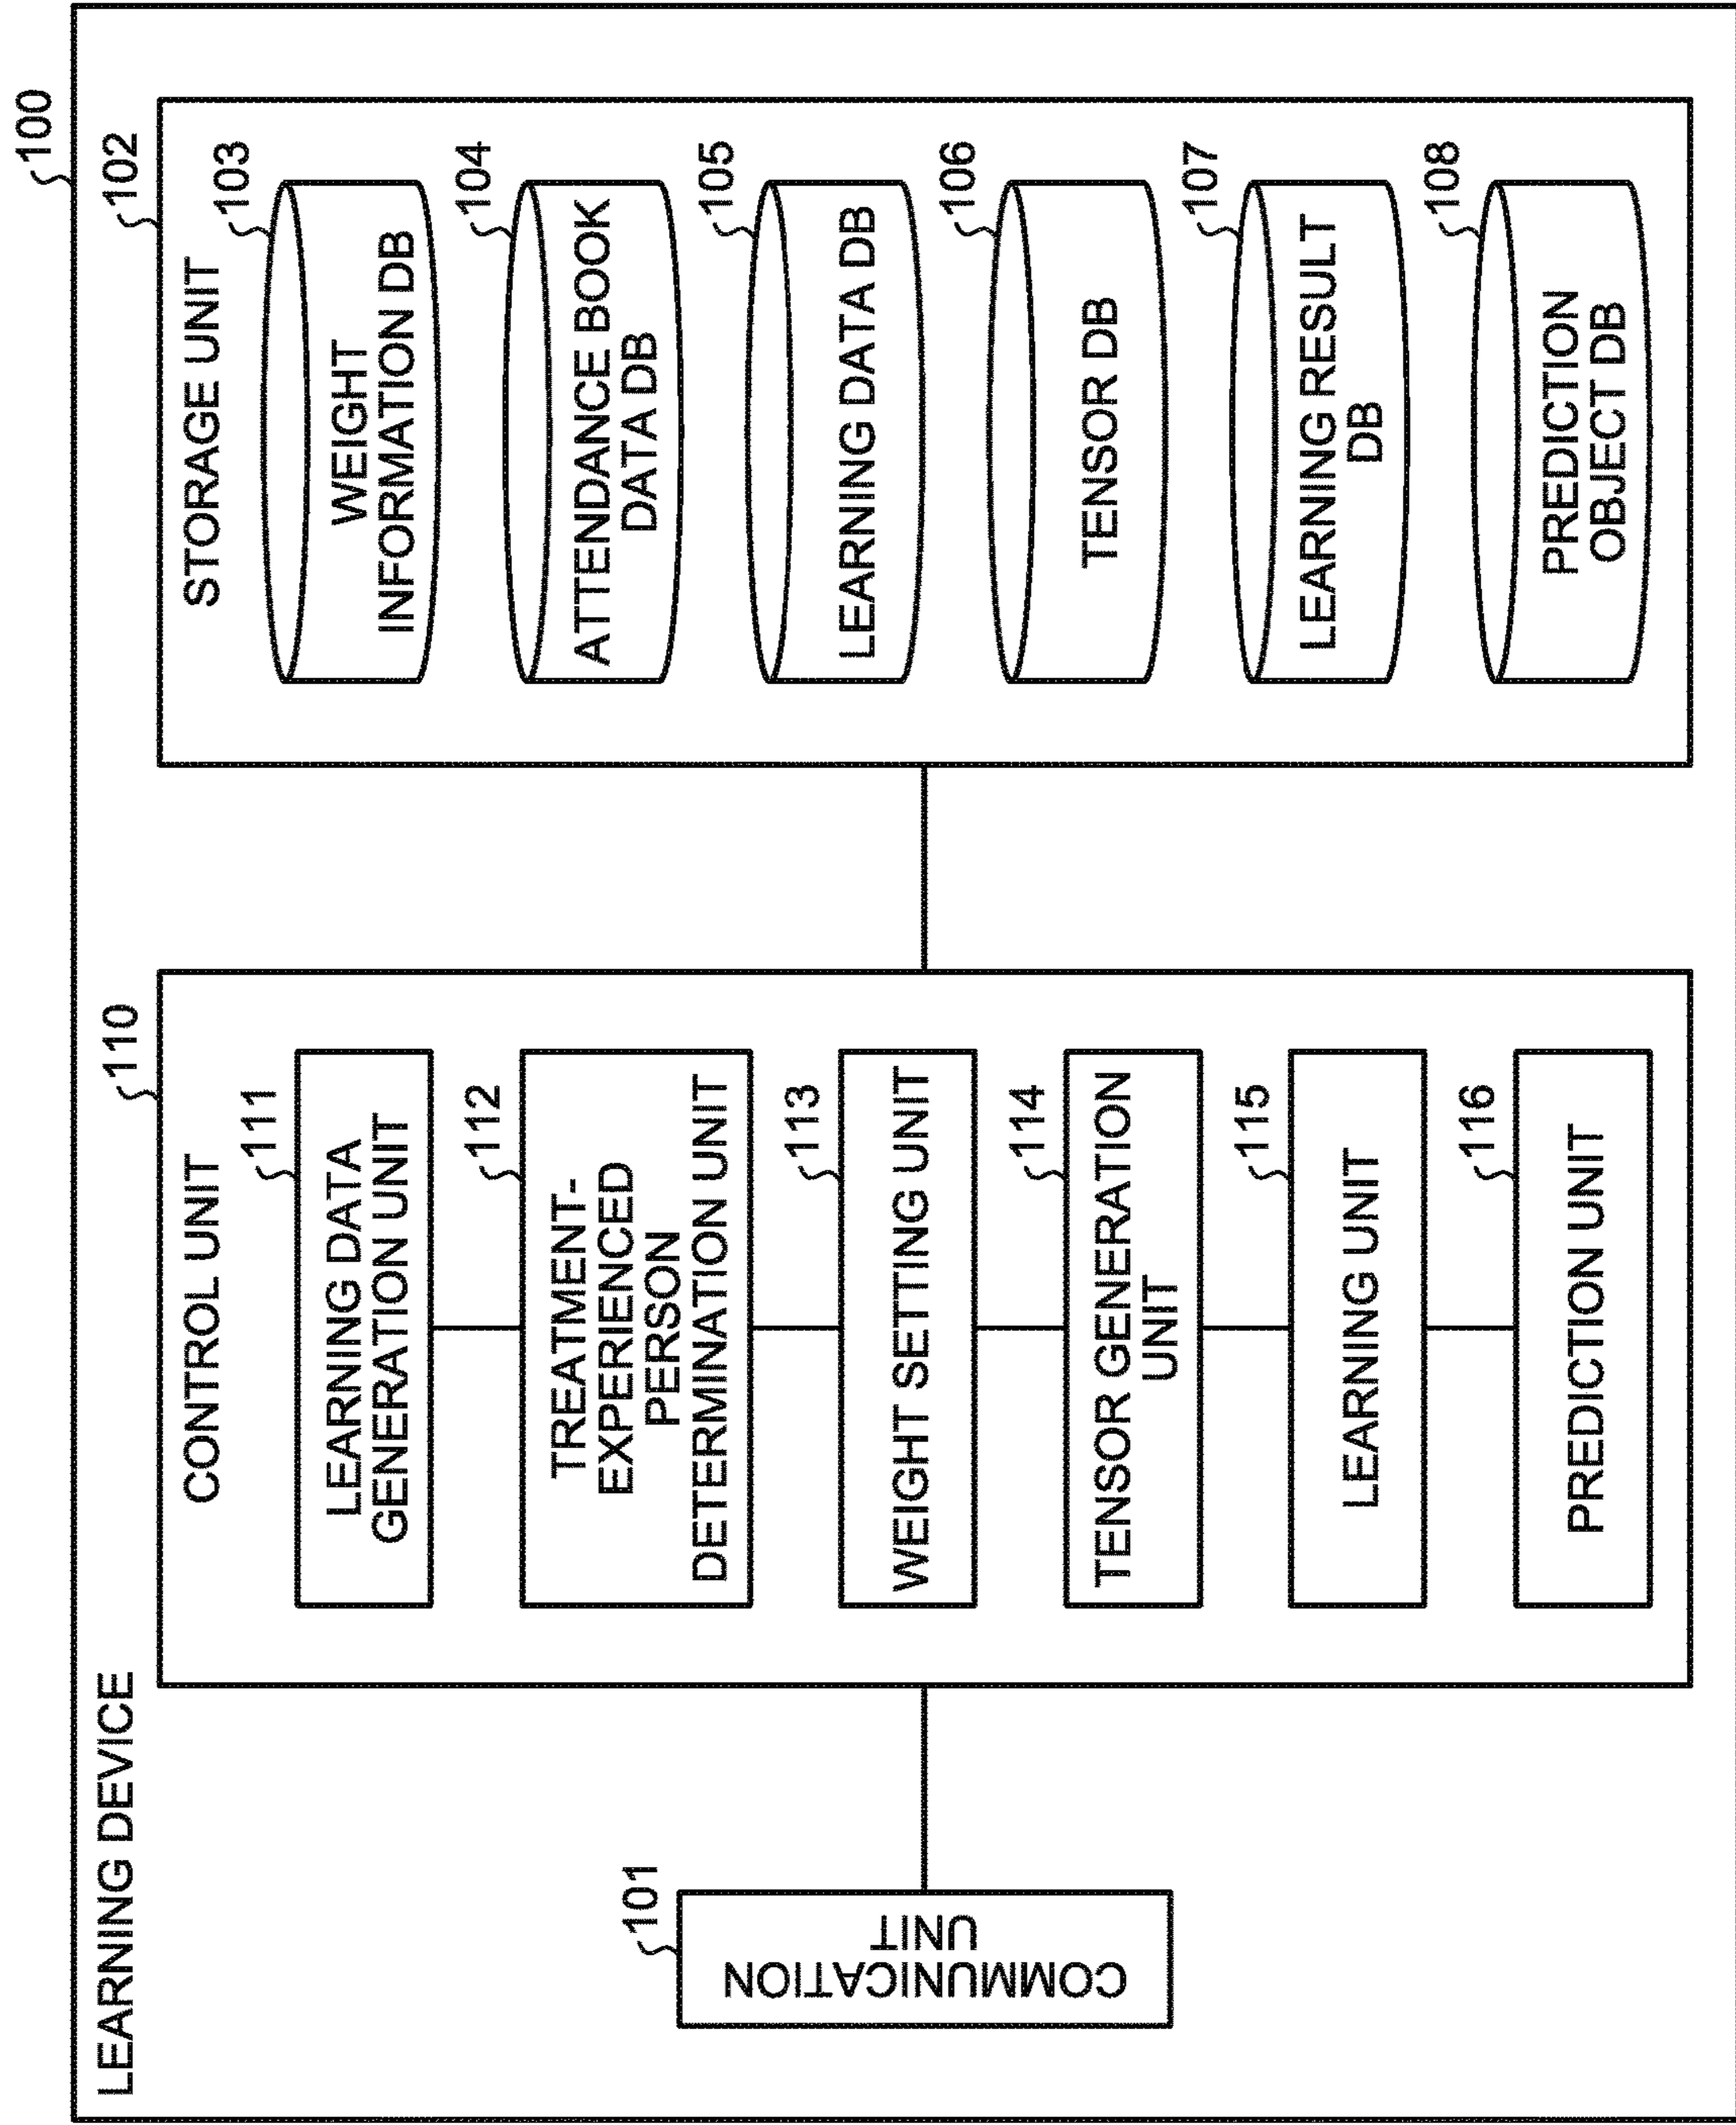 100
LEARNING DEVICE
101
COMMUNICATION
UNIT
110
CONTROL UNIT
111
LEARNING DATA
GENERATION UNIT
112
TREATMENT-
EXPERIENCED
PERSON
DETERMINATION UNIT
113
WEIGHT SETTING UNIT
114
TENSOR GENERATION
UNIT
115
LEARNING UNIT
116
PREDICTION UNIT
102
STORAGE UNIT
103
WEIGHT
INFORMATION DB
104
ATTENDANCE BOOK
DATA DB
105
LEARNING DATA DB
106
TENSOR DB
107
LEARNING RESULT
DB
108
PREDICTION
OBJECT DB